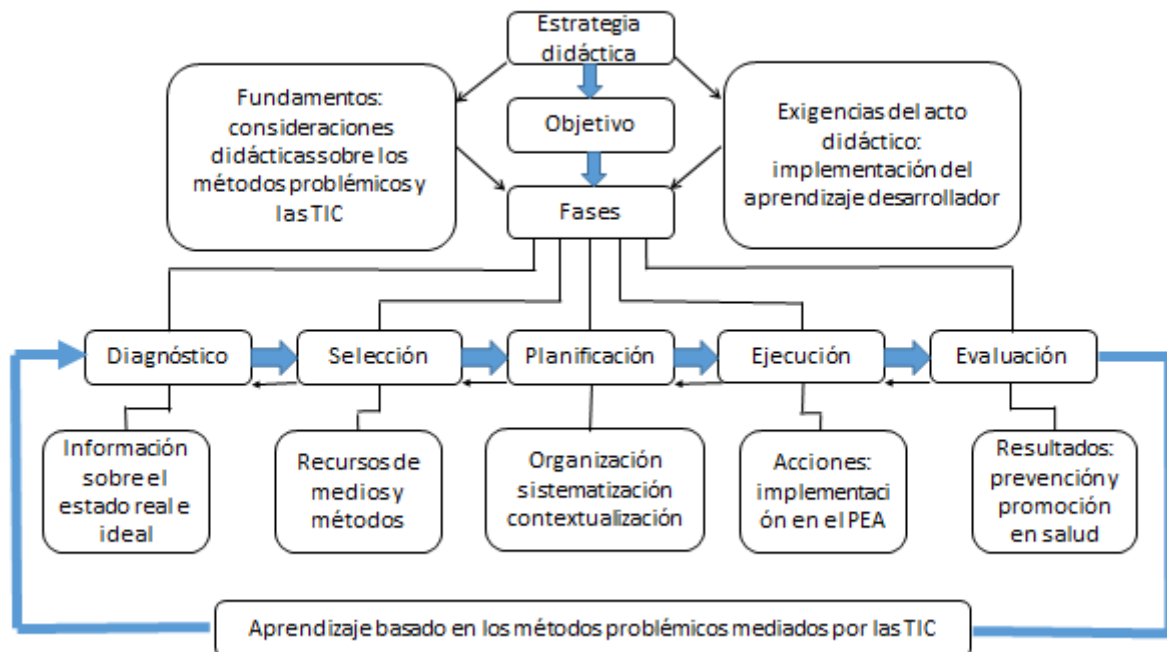 Estrategia
didáctica
Fundamentos:
consideraciones
didácticas sobre los
métodos problémicos y
las TIC
Objetivo
Exigencias del acto
didáctico:
implementación del
aprendizaje desarrollador
Fases
Diagnóstico
Selección
Planificación
Ejecución
Evaluación
Información
sobre el
estado real e
ideal
Recursos de
medios y
métodos
Organización
sistematización
contextualización
Acciones:
implementaci
ón en el PEA
Resultados:
prevención y
promoción
en salud
Aprendizaje basado en los métodos problémicos mediados por las TIC